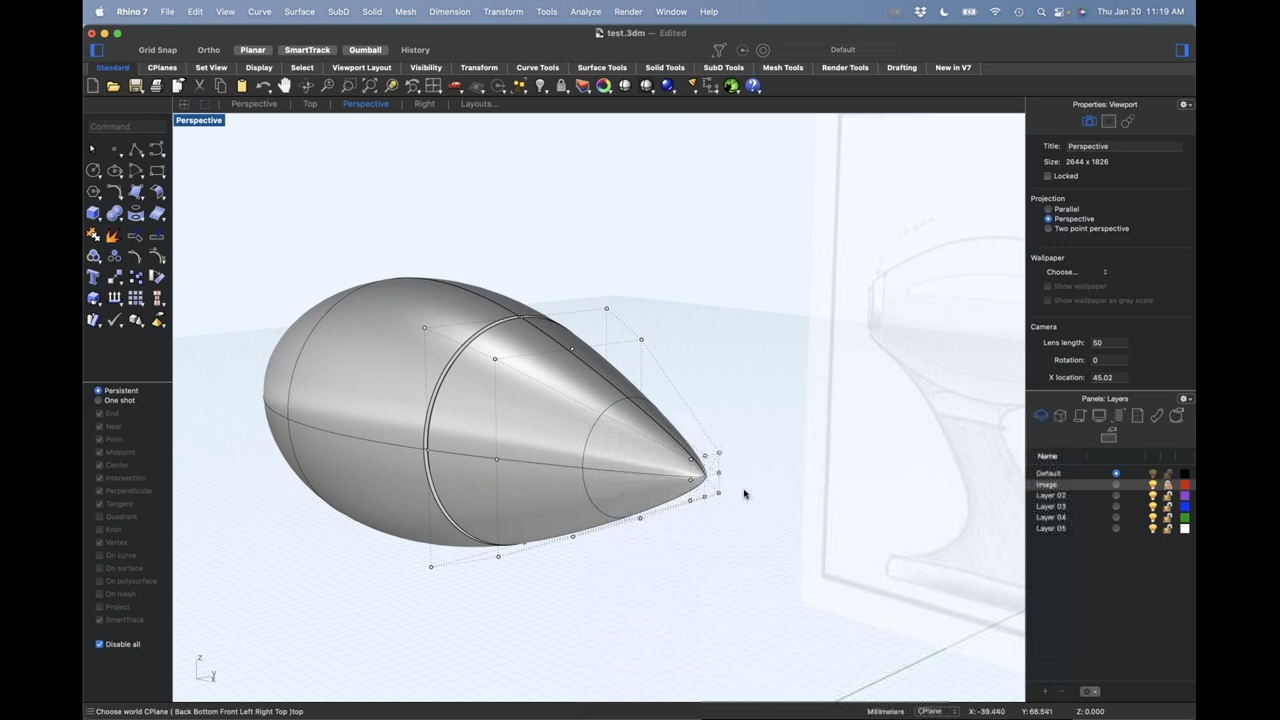 Rhino 7 File Edit View Curve Surface SubD Solid Mesh Dimension Transform Tools Analyze Render Window Help Thu Jan 20 11:19 AM
test.3dm — Edited
Grid Snap Ortho Planar SmartTrack Gumball History Default
Standard CPlanes Set View Display Select Viewport Layout Visibility Transform Curve Tools Surface Tools Solid Tools SubD Tools Mesh Tools Render Tools Drafting New in V7
Perspective Top Perspective Right Layouts...
Perspective
Command
Persistent
One shot
End
Near
Point
Midpoint
Center
Intersection
Perpendicular
Tangent
Quadrant
Knot
Midpoint
Vertex
On curve
On surface
On polysurface
On mesh
Project
SmartTrack
Disable all
z
y
x
Properties: Viewport
Title: Perspective
Size: 2644 x 1826
Locked
Projection
Parallel
Perspective
Two point perspective
Wallpaper
Choose...
Show wallpaper
Show wallpaper as gray scale
Camera
Lens length: 50
Rotation: 0
X location: 45.02
Panels: Layers
Name
Default
Image
Layer 02
Layer 03
Layer 04
Layer 05
Choose world CPlane ( Back Bottom Front Left Right Top )top Millimeters CPlane X: -39.440 Y: 66.541 Z: 0.000